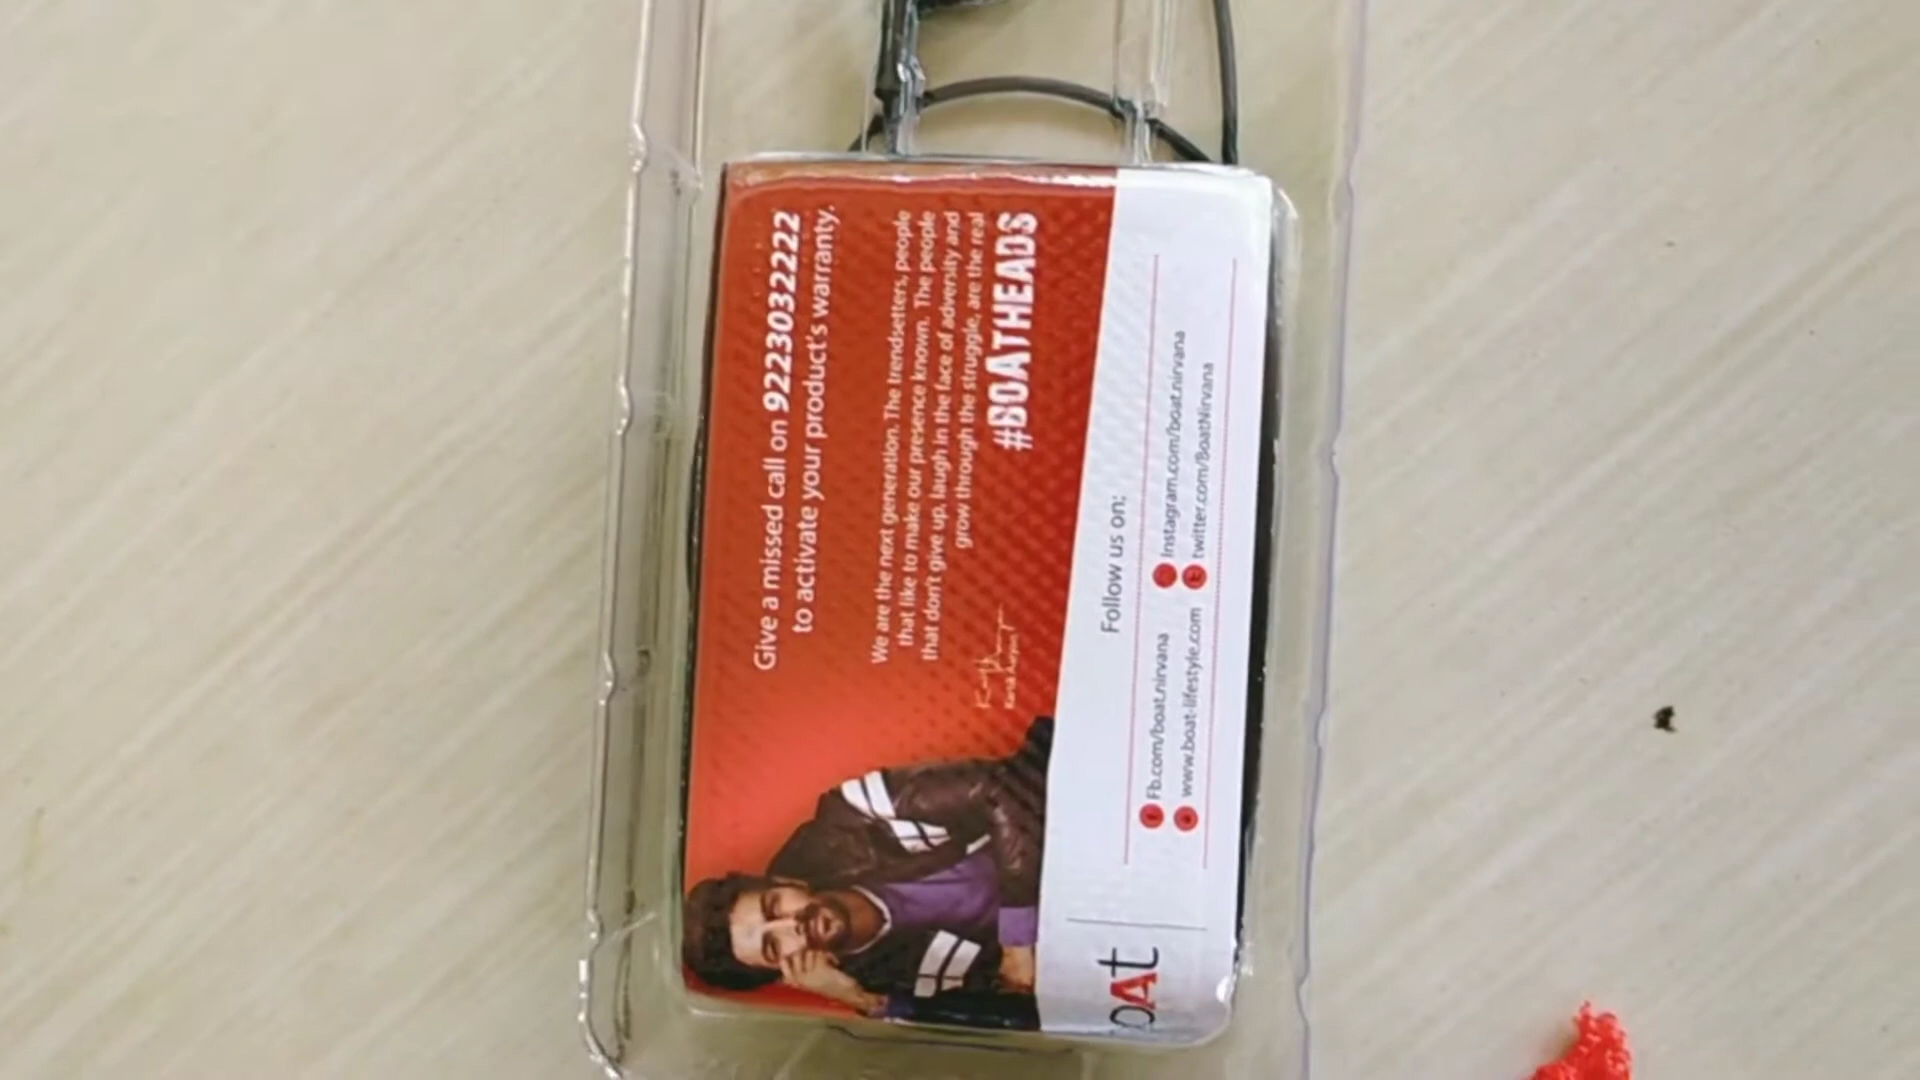 Give a missed call on 9223032222
to activate your product's warranty.
We are the next generation. The trendsetters, people
that like to make our presence known. The people
that don't give up, laugh in the face of adversity and
grow through the struggle, are the real
#BOATHEADS
Follow us on:
Fb.com/boat.nirvana
Instagram.com/boat.nirvana
www.boat-lifestyle.com
twitter.com/BoatNirvana
oAt